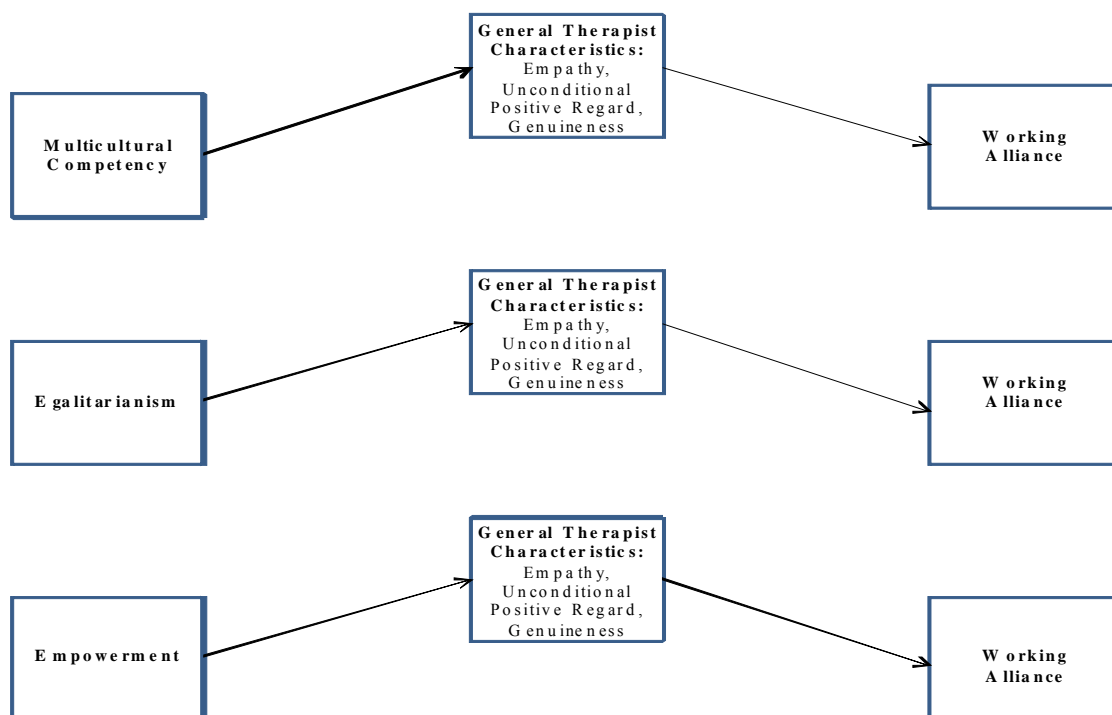 General Therapist
Characteristics:
Empathy,
Unconditional
Positive Regard,
Genuineness
Multicultural
Competency
Working
Alliance
General Therapist
Characteristics:
Empathy,
Unconditional
Positive Regard,
Genuineness
Egalitarianism
Working
Alliance
General Therapist
Characteristics:
Empathy,
Unconditional
Positive Regard,
Genuineness
Empowerment
Working
Alliance